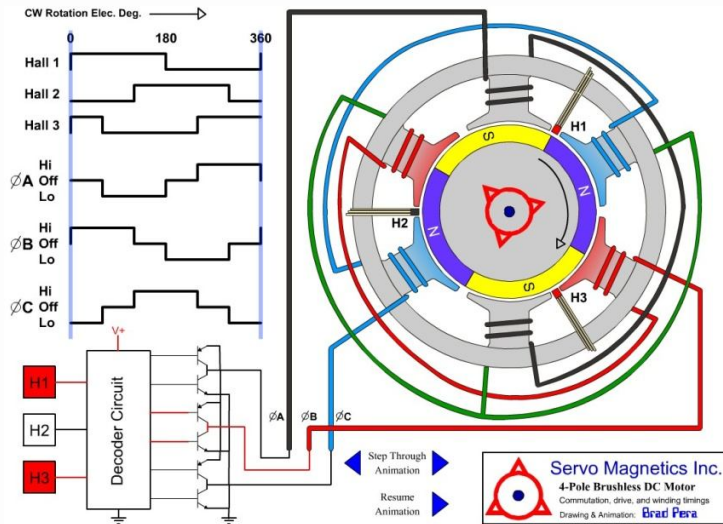 CW Rotation Elec. Deg.
0 180 360
Hall 1
Hall 2
Hall 3
Hi
ØA Off
Lo
Hi
ØB Off
Lo
Hi
ØC Off
Lo
V+
H1
H2
H3
Decoder Circuit
S
H1
N
H2
N
S
H3
ØA ØB ØC
Step Through
Animation
Resume
Animation
Servo Magnetics Inc.
4-Pole Brushless DC Motor
Commutation, drive, and winding timings
Drawing & Animation: Brad Pera